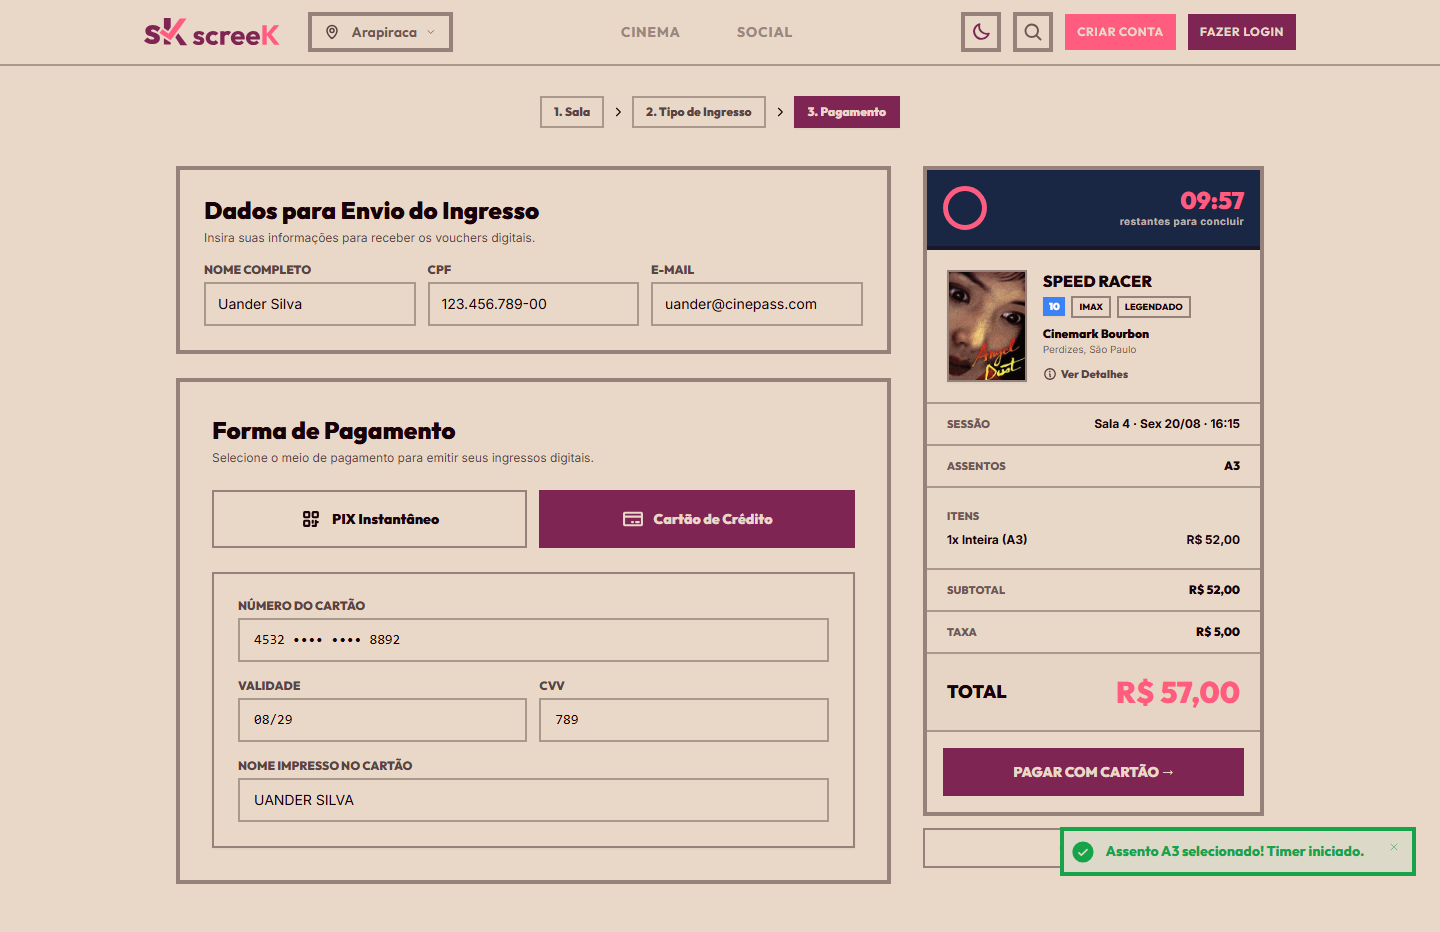 SK screeK
Arapiraca
CINEMA
SOCIAL
CRIAR CONTA
FAZER LOGIN
1. Sala
2. Tipo de Ingresso
3. Pagamento
Dados para Envio do Ingresso
Insira suas informações para receber os vouchers digitais.
NOME COMPLETO
CPF
E-MAIL
Uander Silva
123.456.789-00
uander@cinepass.com
Forma de Pagamento
Selecione o meio de pagamento para emitir seus ingressos digitais.
PIX Instantâneo
Cartão de Crédito
NÚMERO DO CARTÃO
4532 •••• •••• 8892
VALIDADE
CVV
08/29
789
NOME IMPRESSO NO CARTÃO
UANDER SILVA
09:57
restantes para concluir
Angel
Dust
SPEED RACER
10
IMAX
LEGENDADO
Cinemark Bourbon
Perdizes, São Paulo
Ver Detalhes
SESSÃO
Sala 4 · Sex 20/08 · 16:15
ASSENTOS
A3
ITENS
1x Inteira (A3)
R$ 52,00
SUBTOTAL
R$ 52,00
TAXA
R$ 5,00
TOTAL
R$ 57,00
PAGAR COM CARTÃO →
Assento A3 selecionado! Timer iniciado.